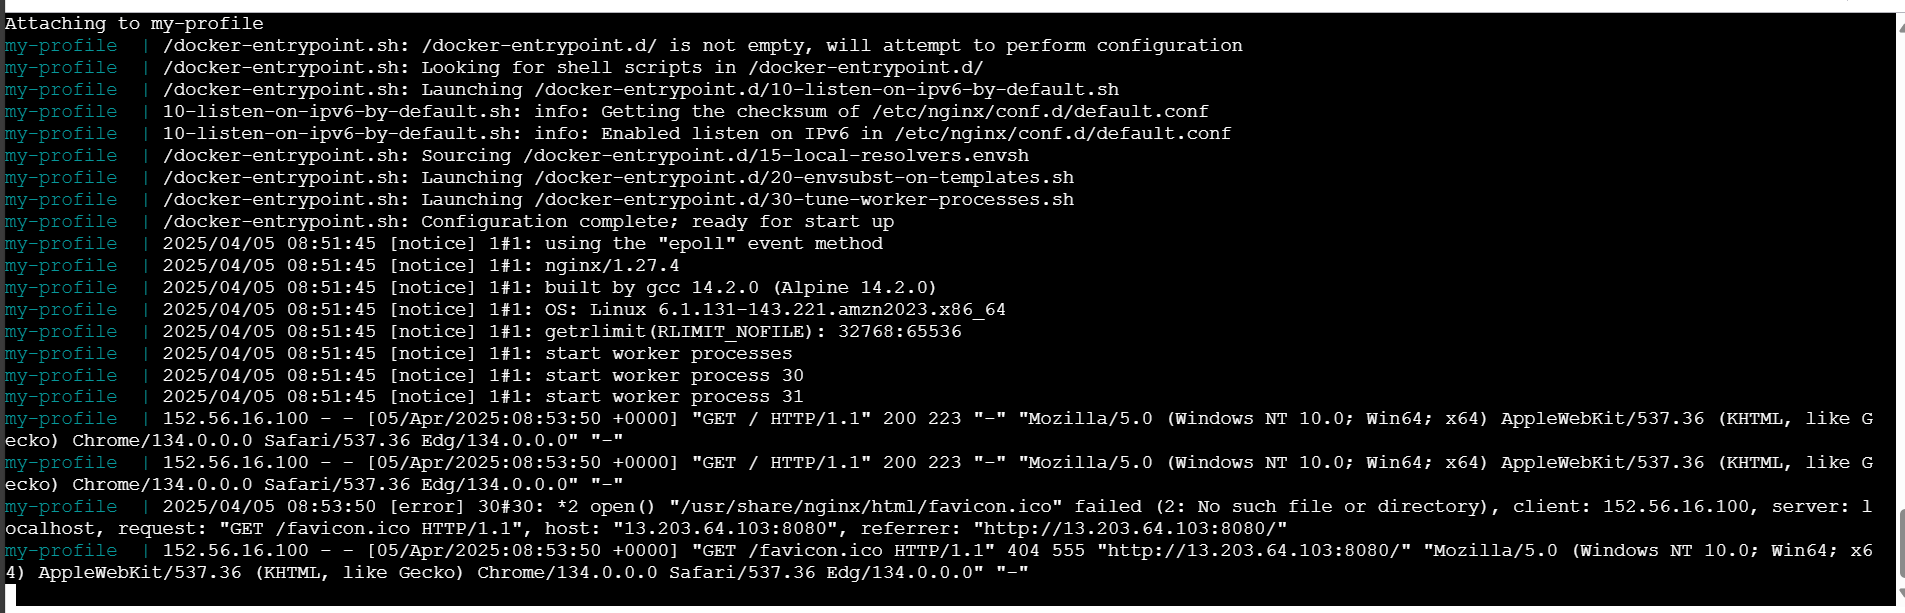 Attaching to my-profile
my-profile  | /docker-entrypoint.sh: /docker-entrypoint.d/ is not empty, will attempt to perform configuration
my-profile  | /docker-entrypoint.sh: Looking for shell scripts in /docker-entrypoint.d/
my-profile  | /docker-entrypoint.sh: Launching /docker-entrypoint.d/10-listen-on-ipv6-by-default.sh
my-profile  | 10-listen-on-ipv6-by-default.sh: info: Getting the checksum of /etc/nginx/conf.d/default.conf
my-profile  | 10-listen-on-ipv6-by-default.sh: info: Enabled listen on IPv6 in /etc/nginx/conf.d/default.conf
my-profile  | /docker-entrypoint.sh: Sourcing /docker-entrypoint.d/15-local-resolvers.envsh
my-profile  | /docker-entrypoint.sh: Launching /docker-entrypoint.d/20-envsubst-on-templates.sh
my-profile  | /docker-entrypoint.sh: Launching /docker-entrypoint.d/30-tune-worker-processes.sh
my-profile  | /docker-entrypoint.sh: Configuration complete; ready for start up
my-profile  | 2025/04/05 08:51:45 [notice] 1#1: using the "epoll" event method
my-profile  | 2025/04/05 08:51:45 [notice] 1#1: nginx/1.27.4
my-profile  | 2025/04/05 08:51:45 [notice] 1#1: built by gcc 14.2.0 (Alpine 14.2.0)
my-profile  | 2025/04/05 08:51:45 [notice] 1#1: OS: Linux 6.1.131-143.221.amzn2023.x86_64
my-profile  | 2025/04/05 08:51:45 [notice] 1#1: getrlimit(RLIMIT_NOFILE): 32768:65536
my-profile  | 2025/04/05 08:51:45 [notice] 1#1: start worker processes
my-profile  | 2025/04/05 08:51:45 [notice] 1#1: start worker process 30
my-profile  | 2025/04/05 08:51:45 [notice] 1#1: start worker process 31
my-profile  | 152.56.16.100 - - [05/Apr/2025:08:53:50 +0000] "GET / HTTP/1.1" 200 223 "-" "Mozilla/5.0 (Windows NT 10.0; Win64; x64) AppleWebKit/537.36 (KHTML, like G
ecko) Chrome/134.0.0.0 Safari/537.36 Edg/134.0.0.0" "-"
my-profile  | 152.56.16.100 - - [05/Apr/2025:08:53:50 +0000] "GET / HTTP/1.1" 200 223 "-" "Mozilla/5.0 (Windows NT 10.0; Win64; x64) AppleWebKit/537.36 (KHTML, like G
ecko) Chrome/134.0.0.0 Safari/537.36 Edg/134.0.0.0" "-"
my-profile  | 2025/04/05 08:53:50 [error] 30#30: *2 open() "/usr/share/nginx/html/favicon.ico" failed (2: No such file or directory), client: 152.56.16.100, server: l
ocalhost, request: "GET /favicon.ico HTTP/1.1", host: "13.203.64.103:8080", referrer: "http://13.203.64.103:8080/"
my-profile  | 152.56.16.100 - - [05/Apr/2025:08:53:50 +0000] "GET /favicon.ico HTTP/1.1" 404 555 "http://13.203.64.103:8080/" "Mozilla/5.0 (Windows NT 10.0; Win64; x6
4) AppleWebKit/537.36 (KHTML, like Gecko) Chrome/134.0.0.0 Safari/537.36 Edg/134.0.0.0" "-"